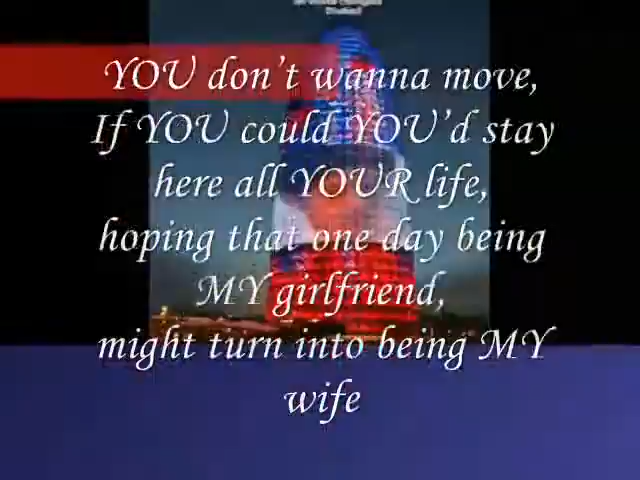 YOU don't wanna move,
If YOU could YOU'd stay
here all YOUR life,
hoping that one day being
MY girlfriend,
might turn into being MY
wife